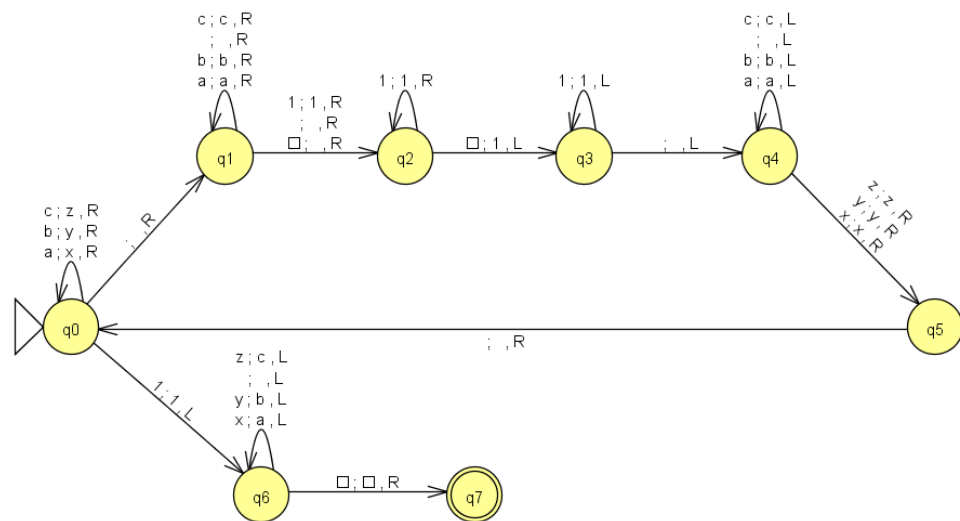 c ; c , R
; , R
b ; b , R
a ; a , R
q1
1 ; 1 , R
; , R
□ ; , R
1 ; 1 , R
q2
□ ; 1 , L
1 ; 1 , L
q3
; , L
c ; c , L
; , L
b ; b , L
a ; a , L
q4
z ; z , R
y ; y , R
x ; x , R
q5
; , R
c ; z , R
b ; y , R
a ; x , R
q0
; , R
1 ; 1 , L
z ; c , L
; , L
y ; b , L
x ; a , L
q6
□ ; □ , R
q7